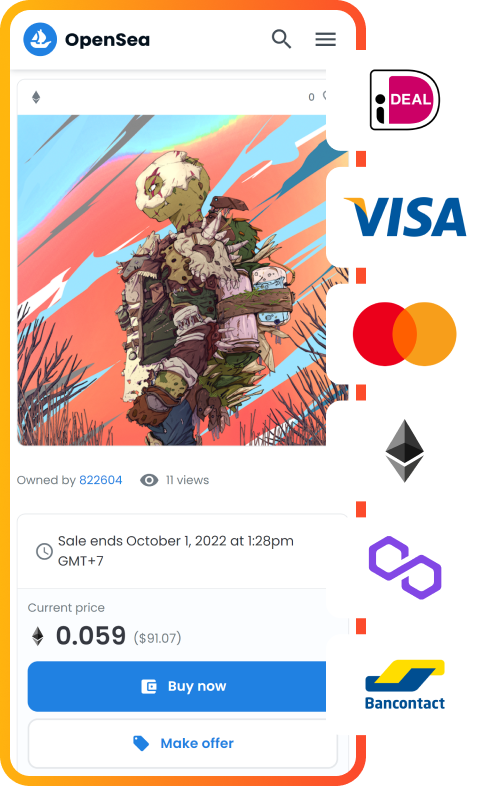 OpenSea
0
iDEAL
VISA
Owned by 822604 11 views
Sale ends October 1, 2022 at 1:28pm
GMT+7
Current price
0.059 ($91.07)
Buy now
Bancontact
Make offer